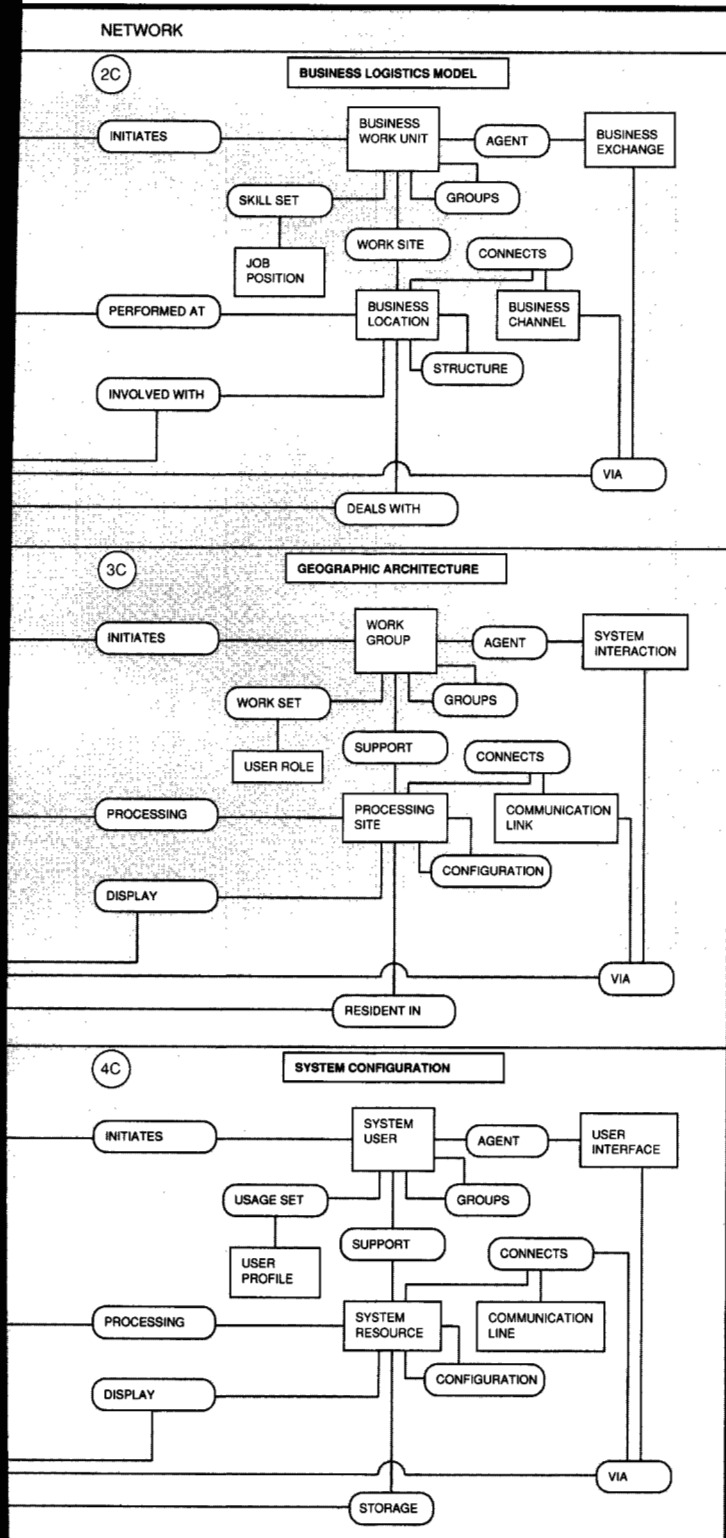 NETWORK
2C
BUSINESS LOGISTICS MODEL
INITIATES
BUSINESS
WORK UNIT
AGENT
BUSINESS
EXCHANGE
SKILL SET
GROUPS
JOB
POSITION
WORK SITE
CONNECTS
PERFORMED AT
BUSINESS
LOCATION
BUSINESS
CHANNEL
STRUCTURE
INVOLVED WITH
VIA
DEALS WITH
3C
GEOGRAPHIC ARCHITECTURE
INITIATES
WORK
GROUP
AGENT
SYSTEM
INTERACTION
WORK SET
GROUPS
USER ROLE
SUPPORT
CONNECTS
PROCESSING
PROCESSING
SITE
COMMUNICATION
LINK
CONFIGURATION
DISPLAY
VIA
RESIDENT IN
4C
SYSTEM CONFIGURATION
INITIATES
SYSTEM
USER
AGENT
USER
INTERFACE
USAGE SET
GROUPS
USER
PROFILE
SUPPORT
CONNECTS
PROCESSING
SYSTEM
RESOURCE
COMMUNICATION
LINE
CONFIGURATION
DISPLAY
VIA
STORAGE